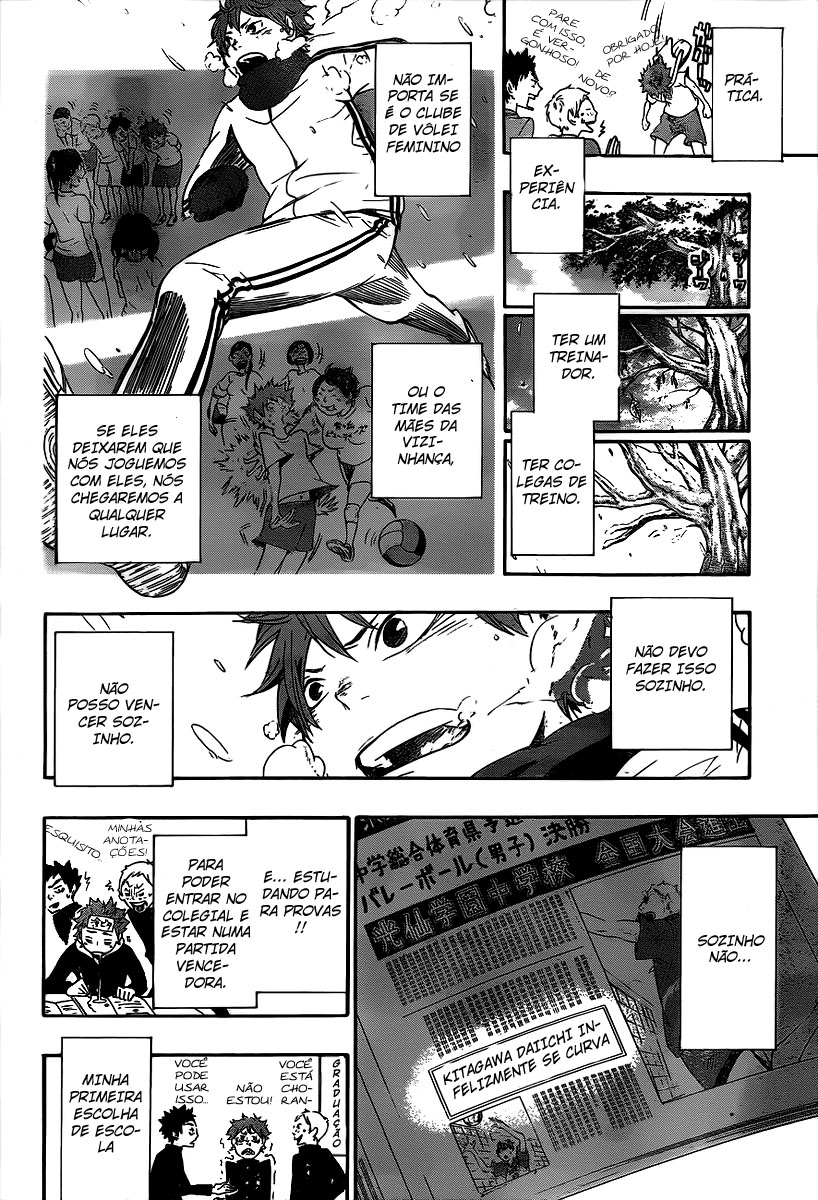 PRÁ-
TICA.
OBRIGADO
POR HOJE!
DE
NOVO!?
PARE
COM ISSO,
É VER-
GONHOSO!
EX-
PERIÊN-
CIA.
TER UM
TREINA-
DOR.
TER CO-
LEGAS DE
TREINO.
NÃO IM-
PORTA SE
É O CLUBE
DE VÔLEI
FEMININO
OU O
TIME DAS
MÃES DA
VIZI-
NHANÇA,
SE ELES
DEIXAREM QUE
NÓS JOGUEMOS
COM ELES, NÓS
CHEGAREMOS A
QUALQUER
LUGAR.
NÃO DEVO
FAZER ISSO
SOZINHO.
NÃO
POSSO VEN-
CER SOZ-
INHO.
SOZINHO
NÃO...
中学総合体育県予選
バレーボール(男子) 決勝
光仙学園中学校 全国大会進出
KITAGAWA DAIICHI IN-
FELIZMENTE SE CURVA
E... ESTU-
DANDO PA-
RA PROVAS
!!
PARA
PODER
ENTRAR NO
COLEGIAL E
ESTAR NUMA
PARTIDA
VENCE-
DORA.
MINHAS
ANOTA-
ÇÕES!
ESQUISITO.
GRADUAÇÃO
VOCÊ
ESTÁ
CHO-
RAN-
NÃO
ESTOU!
VOCÊ
PODE
USAR
ISSO...
MINHA
PRIMEIRA
ESCOLHA
DE ESCO-
LA